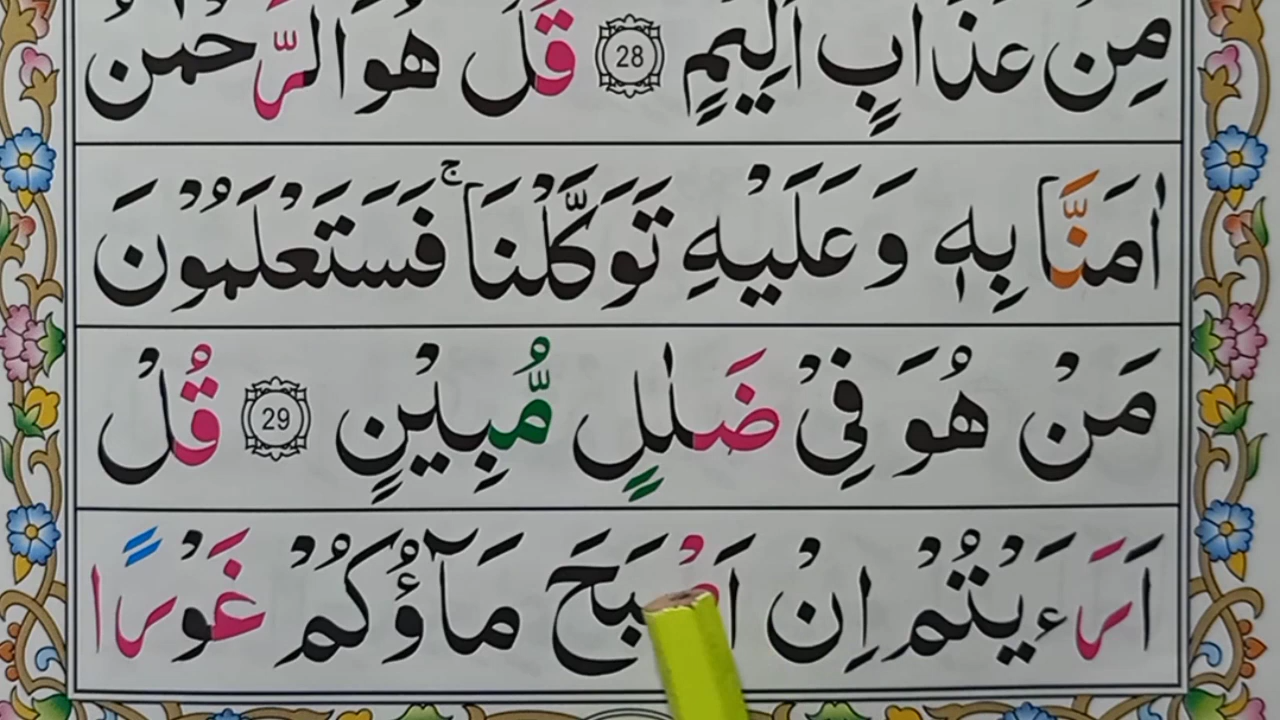 مِنْ عَذَابٍ اَلِيْمٍ 28 قُلْ هُوَ الرَّحْمٰنُ
اٰمَنَّا بِهٖ وَ عَلَيْهِ تَوَكَّلْنَا ۚ فَسَتَعْلَمُوْنَ
مَنْ هُوَ فِيْ ضَلٰلٍ مُّبِيْنٍ 29 قُلْ
اَرَءَيْتُمْ اِنْ اَصْبَحَ مَآؤُكُمْ غَوْرًا